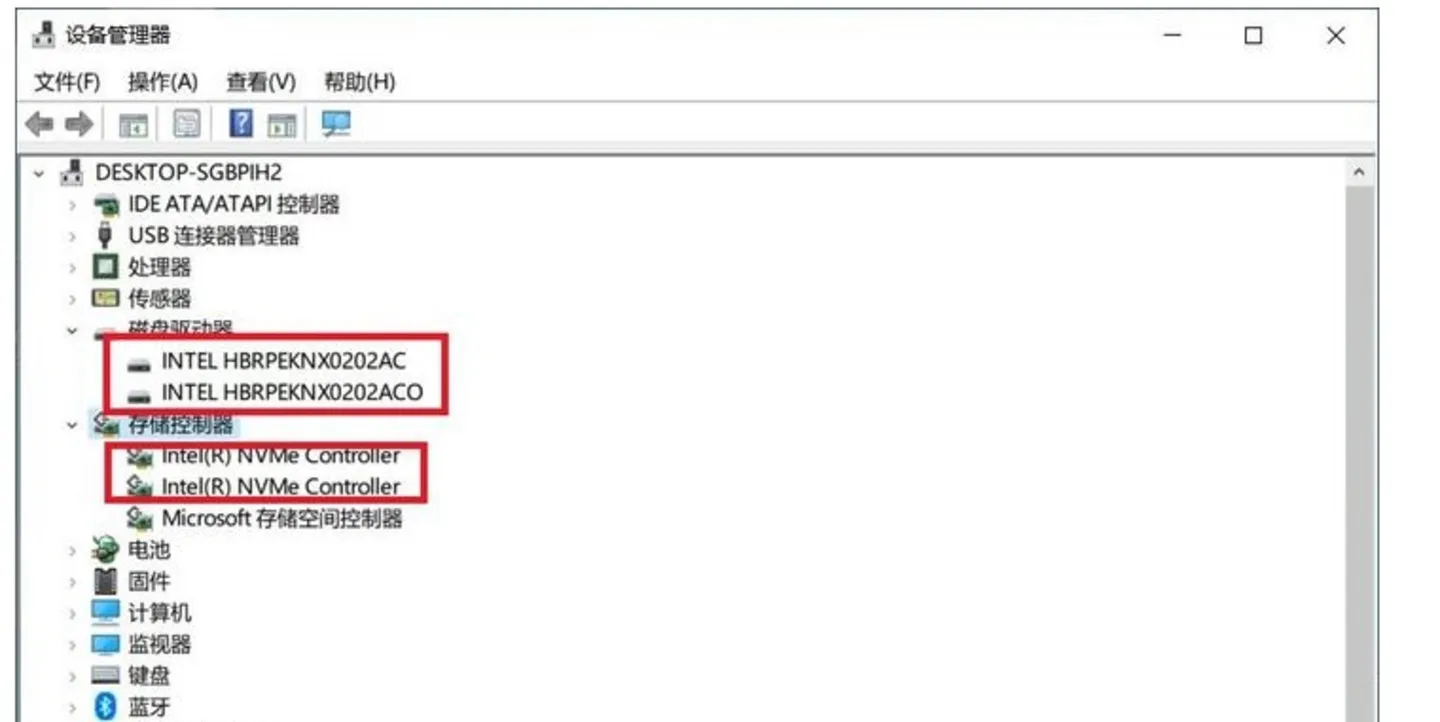 设备管理器
文件(F) 操作(A) 查看(V) 帮助(H)
DESKTOP-SGBPIH2
IDE ATA/ATAPI 控制器
USB 连接器管理器
处理器
传感器
磁盘驱动器
INTEL HBRPEKNX0202AC
INTEL HBRPEKNX0202ACO
存储控制器
Intel(R) NVMe Controller
Intel(R) NVMe Controller
Microsoft 存储空间控制器
电池
固件
计算机
监视器
键盘
蓝牙